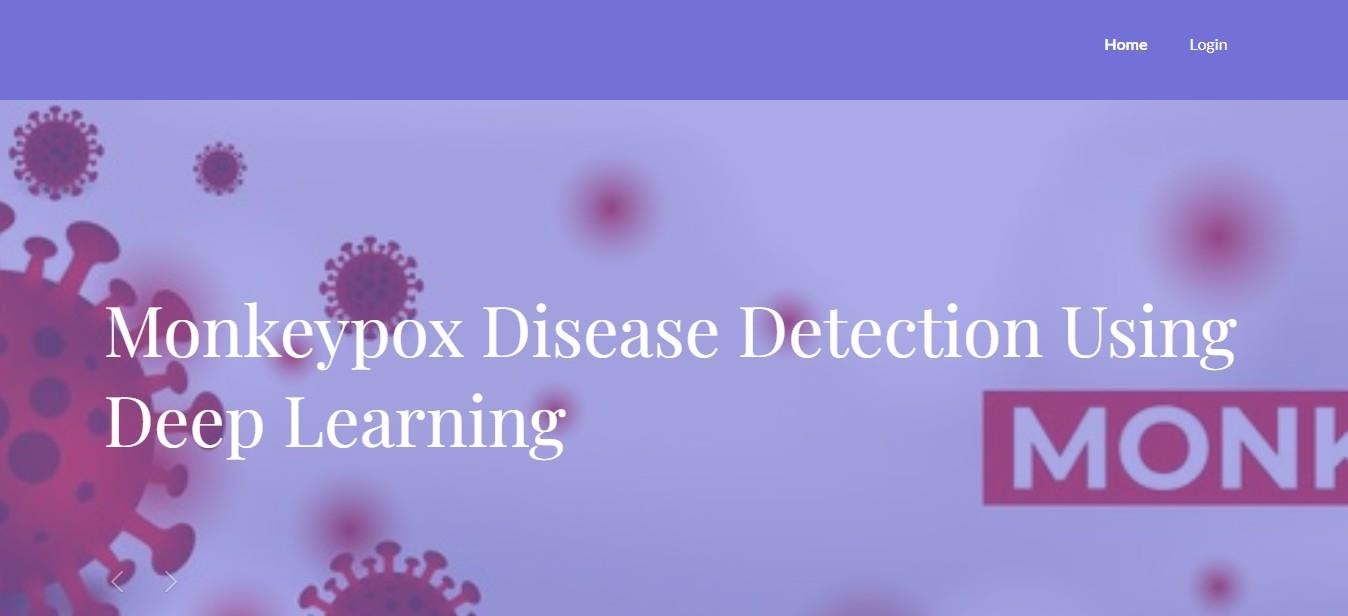 Home Login
Monkeypox Disease Detection Using
Deep Learning
MONK